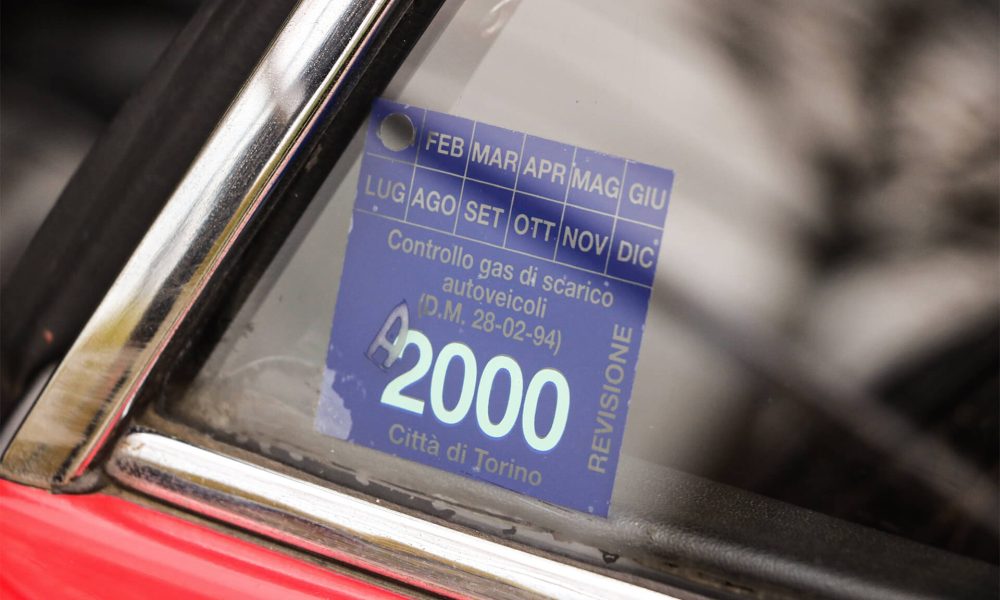 FEB MAR APR MAG GIU
LUG AGO SET OTT NOV DIC
Controllo gas di scarico
autoveicoli
(D.M. 28-02-94)
A 2000
Città di Torino
REVISIONE